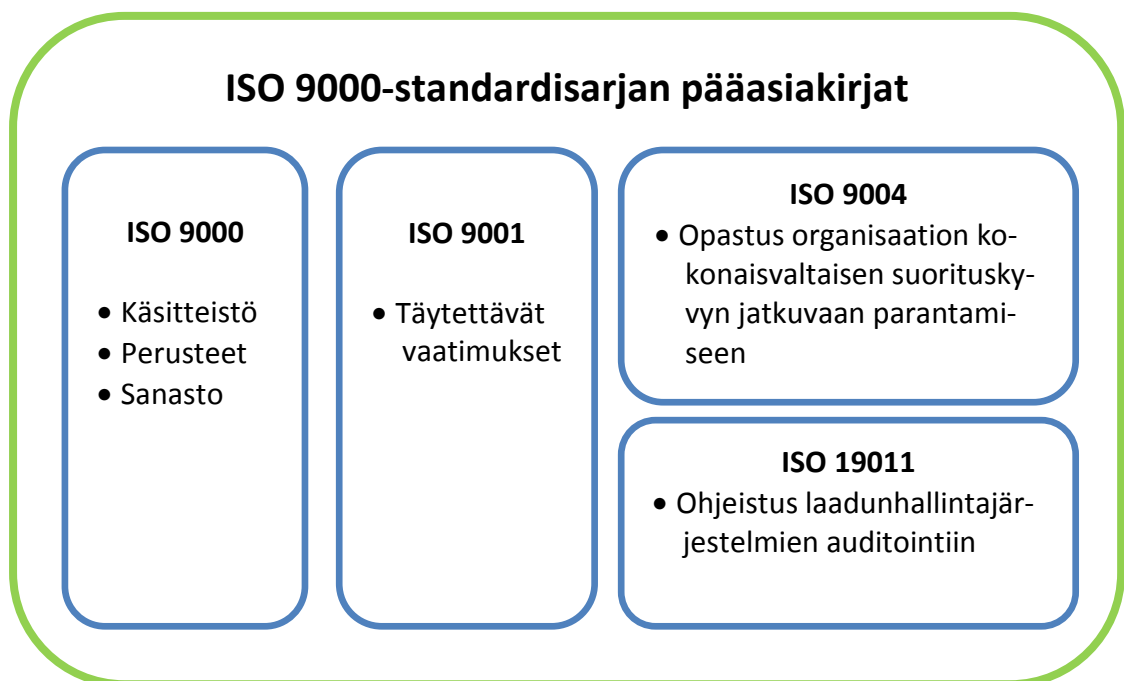 ISO 9000-standardisarjan pääasiakirjat
ISO 9000
• Käsitteistö
• Perusteet
• Sanasto
ISO 9001
• Täytettävät
vaatimukset
ISO 9004
• Opastus organisaation ko-
konaisvaltaisen suoritusky-
vyn jatkuvaan parantami-
seen
ISO 19011
• Ohjeistus laadunhallintajär-
jestelmien auditointiin